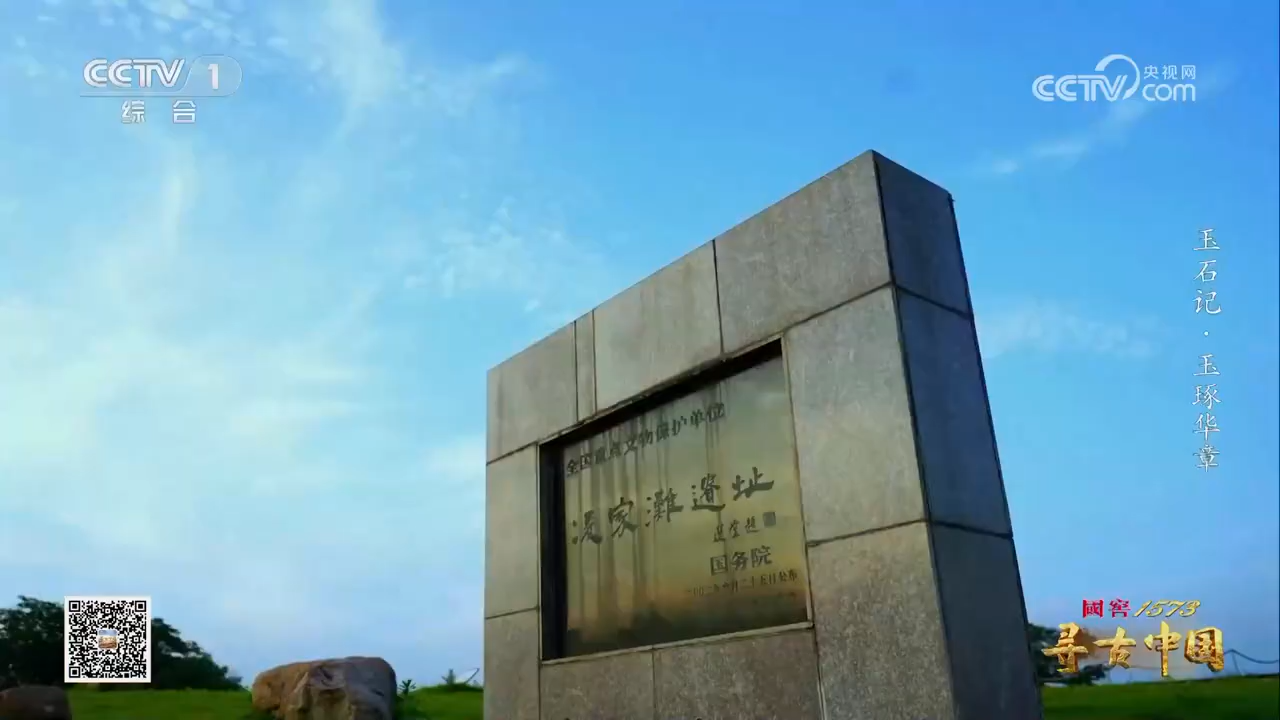 CCTV 1
综合
CCTV 央视网
com
玉石记·玉琢华章
全国重点文物保护单位
凌家滩遗址
国务院
國窖1573
寻古中国